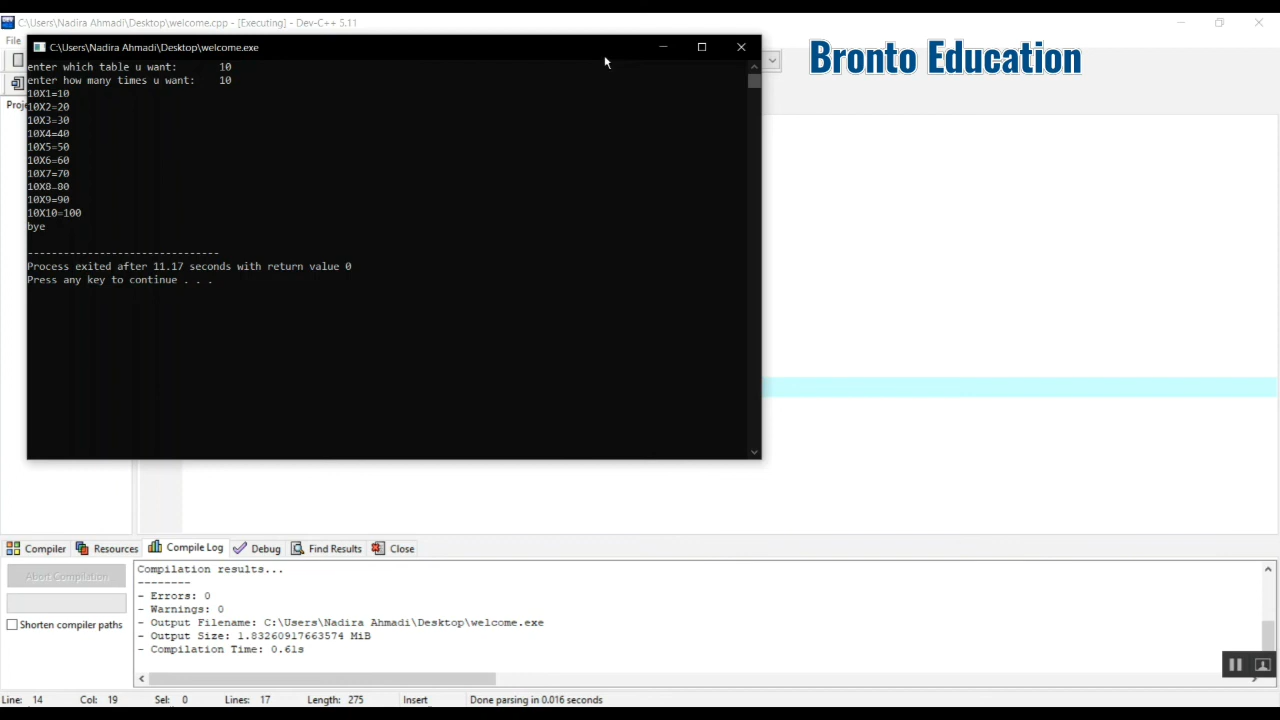 C:\Users\Nadira Ahmadi\Desktop\welcome.cpp - [Executing] - Dev-C++ 5.11
File
C:\Users\Nadira Ahmadi\Desktop\welcome.exe
Bronto Education
enter which table u want: 10
enter how many times u want: 10
10X1=10
10X2=20
10X3=30
10X4=40
10X5=50
10X6=60
10X7=70
10X8=80
10X9=90
10X10=100
bye
--------------------------------
Process exited after 11.17 seconds with return value 0
Press any key to continue . . .
Compiler Resources Compile Log Debug Find Results Close
Abort Compilation
Shorten compiler paths
Compilation results...
--------
- Errors: 0
- Warnings: 0
- Output Filename: C:\Users\Nadira Ahmadi\Desktop\welcome.exe
- Output Size: 1.83260917663574 MiB
- Compilation Time: 0.61s
Line: 14 Col: 19 Sel: 0 Lines: 17 Length: 275 Insert Done parsing in 0.016 seconds